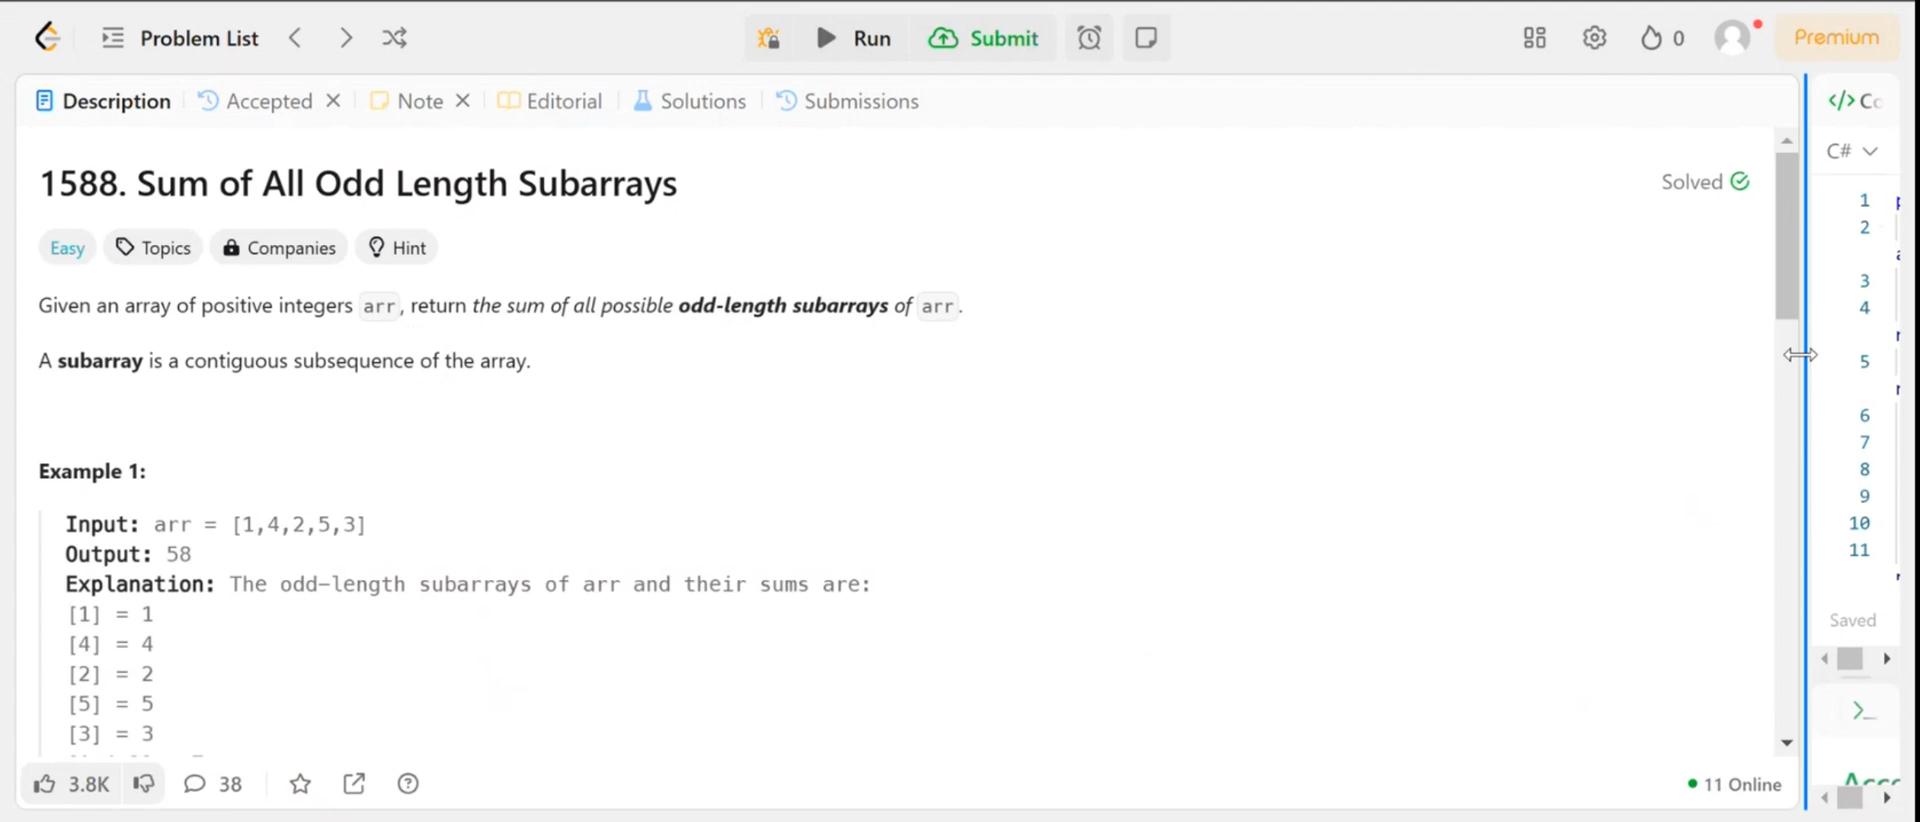 Problem List
Run
Submit
0
Premium
Description
Accepted
Note
Editorial
Solutions
Submissions
1588. Sum of All Odd Length Subarrays
Solved
Easy
Topics
Companies
Hint
Given an array of positive integers arr, return the sum of all possible odd-length subarrays of arr.
A subarray is a contiguous subsequence of the array.
Example 1:
Input: arr = [1,4,2,5,3]
Output: 58
Explanation: The odd-length subarrays of arr and their sums are:
[1] = 1
[4] = 4
[2] = 2
[5] = 5
[3] = 3
3.8K
38
11 Online
</> Co
C#
1
2
3
4
5
6
7
8
9
10
11
Saved